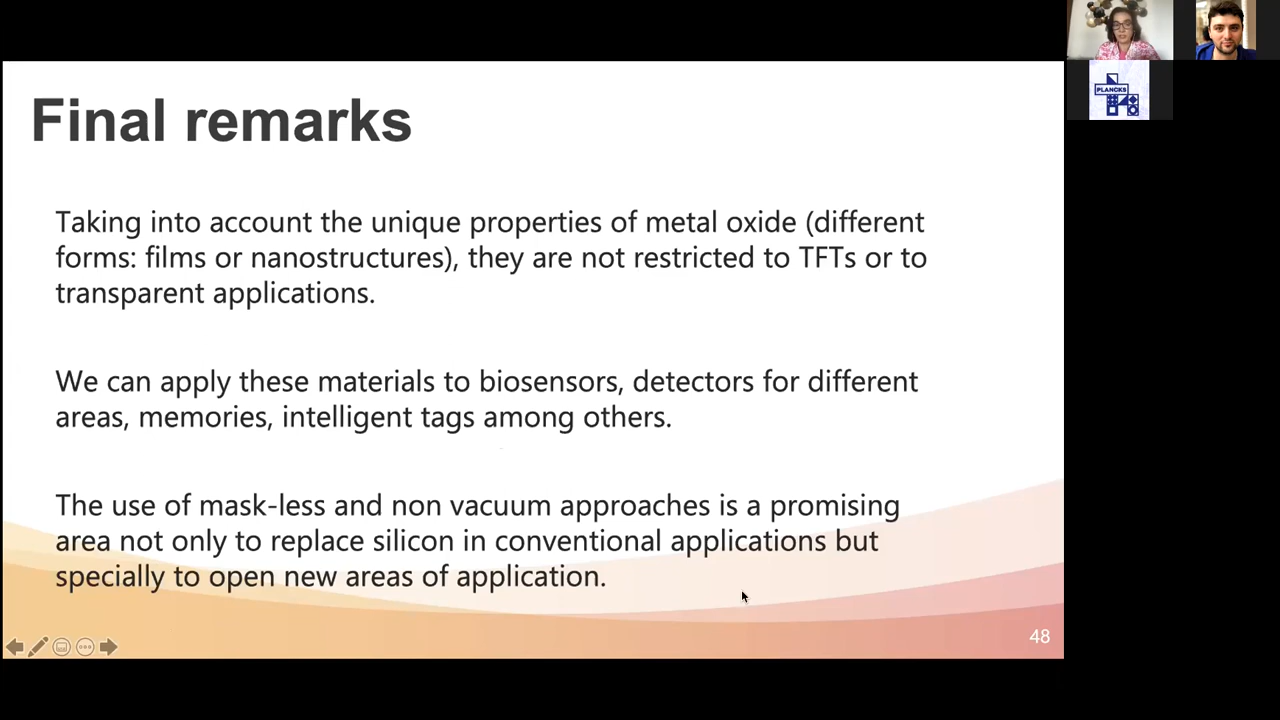 Final remarks
Taking into account the unique properties of metal oxide (different
forms: films or nanostructures), they are not restricted to TFTs or to
transparent applications.
We can apply these materials to biosensors, detectors for different
areas, memories, intelligent tags among others.
The use of mask-less and non vacuum approaches is a promising
area not only to replace silicon in conventional applications but
specially to open new areas of application.
48
PLANCKS